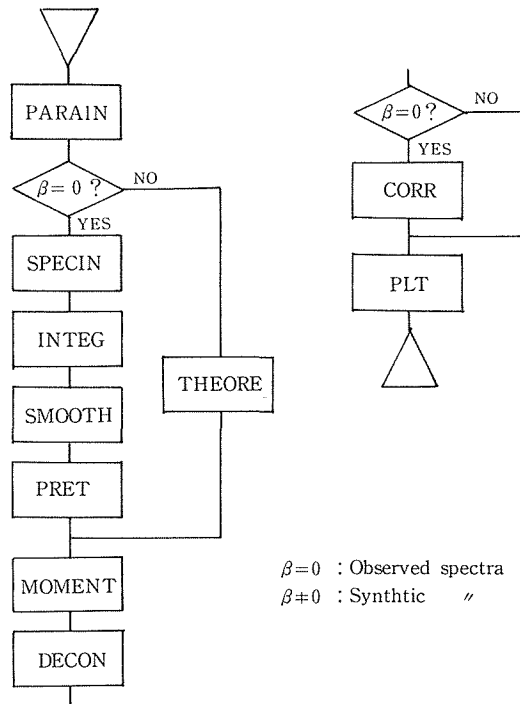 PARAIN
β=0 ?
NO
YES
SPECIN
INTEG
SMOOTH
THEORE
PRET
MOMENT
DECON
β=0 ?
NO
YES
CORR
PLT
β=0 : Observed spectra
β≠0 : Synthtic 〃